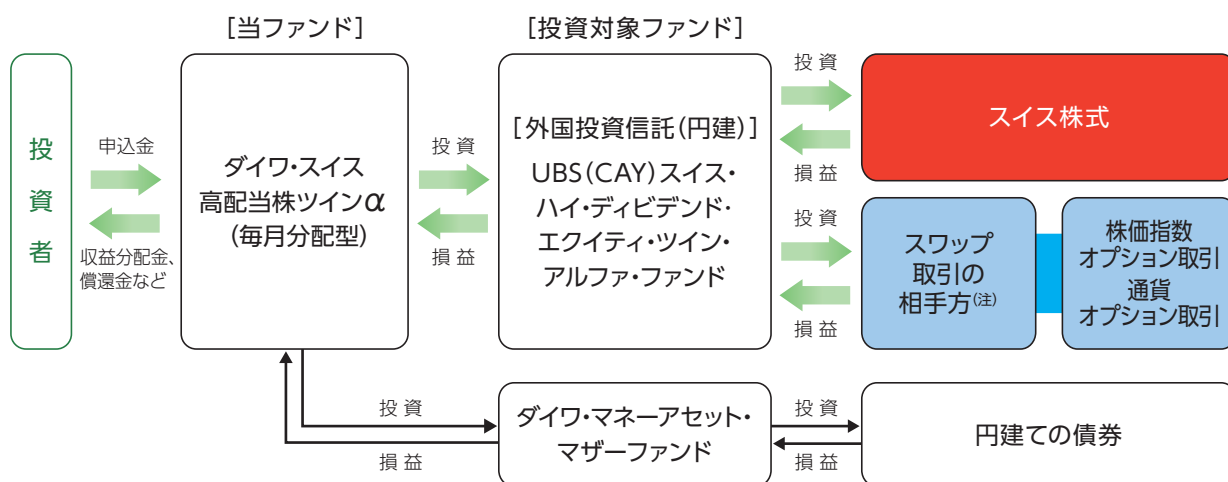 ［当ファンド］
［投資対象ファンド］
投資者
申込金
収益分配金、
償還金など
ダイワ・スイス
高配当株ツインα
（毎月分配型）
投 資
損 益
［外国投資信託（円建）］
UBS（CAY）スイス・
ハイ・ディビデンド・
エクイティ・ツイン・
アルファ・ファンド
投 資
損 益
スイス株式
投 資
損 益
スワップ
取引の
相手方(注)
株価指数
オプション取引
通貨
オプション取引
投 資
損 益
ダイワ・マネーアセット・
マザーファンド
投 資
損 益
円建ての債券